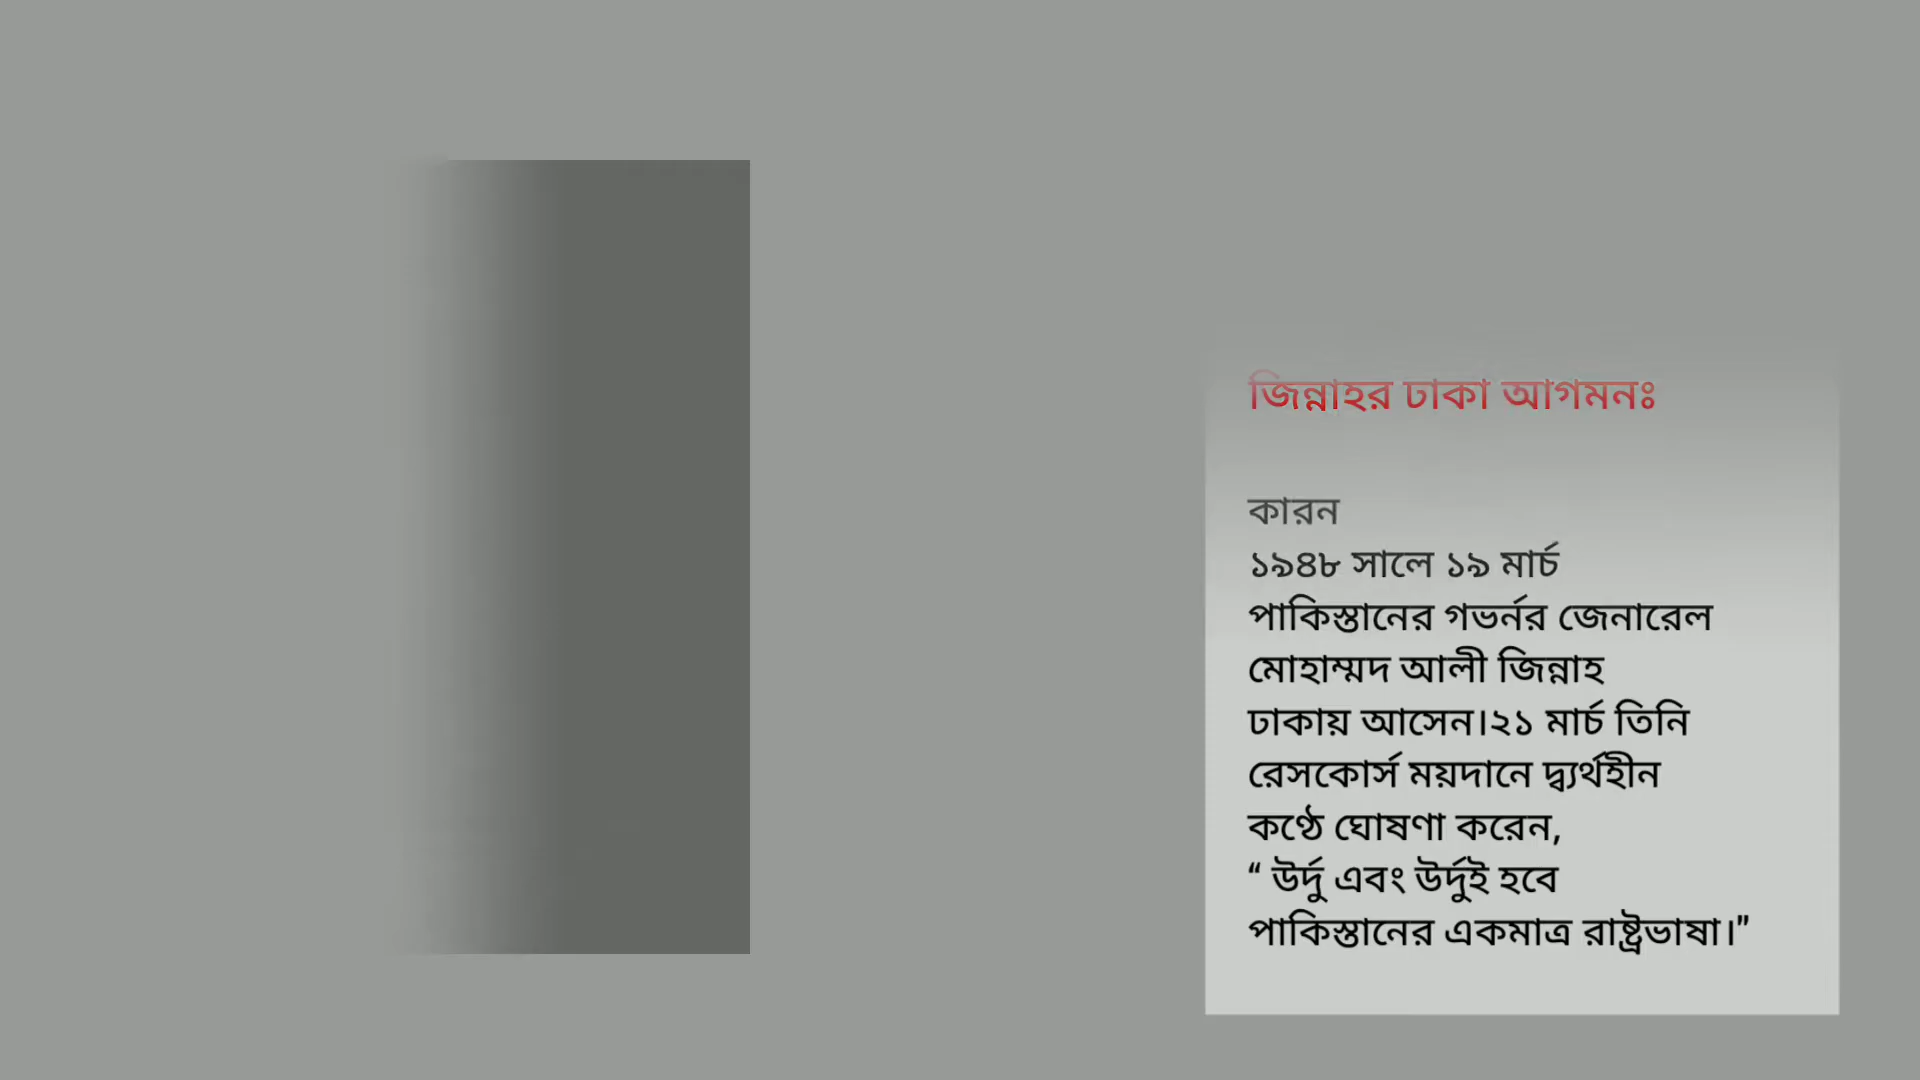 জিন্নাহর ঢাকা আগমনঃ
কারন
১৯৪৮ সালে ১৯ মার্চ
পাকিস্তানের গভর্নর জেনারেল
মোহাম্মদ আলী জিন্নাহ
ঢাকায় আসেন।২১ মার্চ তিনি
রেসকোর্স ময়দানে দ্ব্যর্থহীন
কণ্ঠে ঘোষণা করেন,
“ উর্দু এবং উর্দুই হবে
পাকিস্তানের একমাত্র রাষ্ট্রভাষা।”